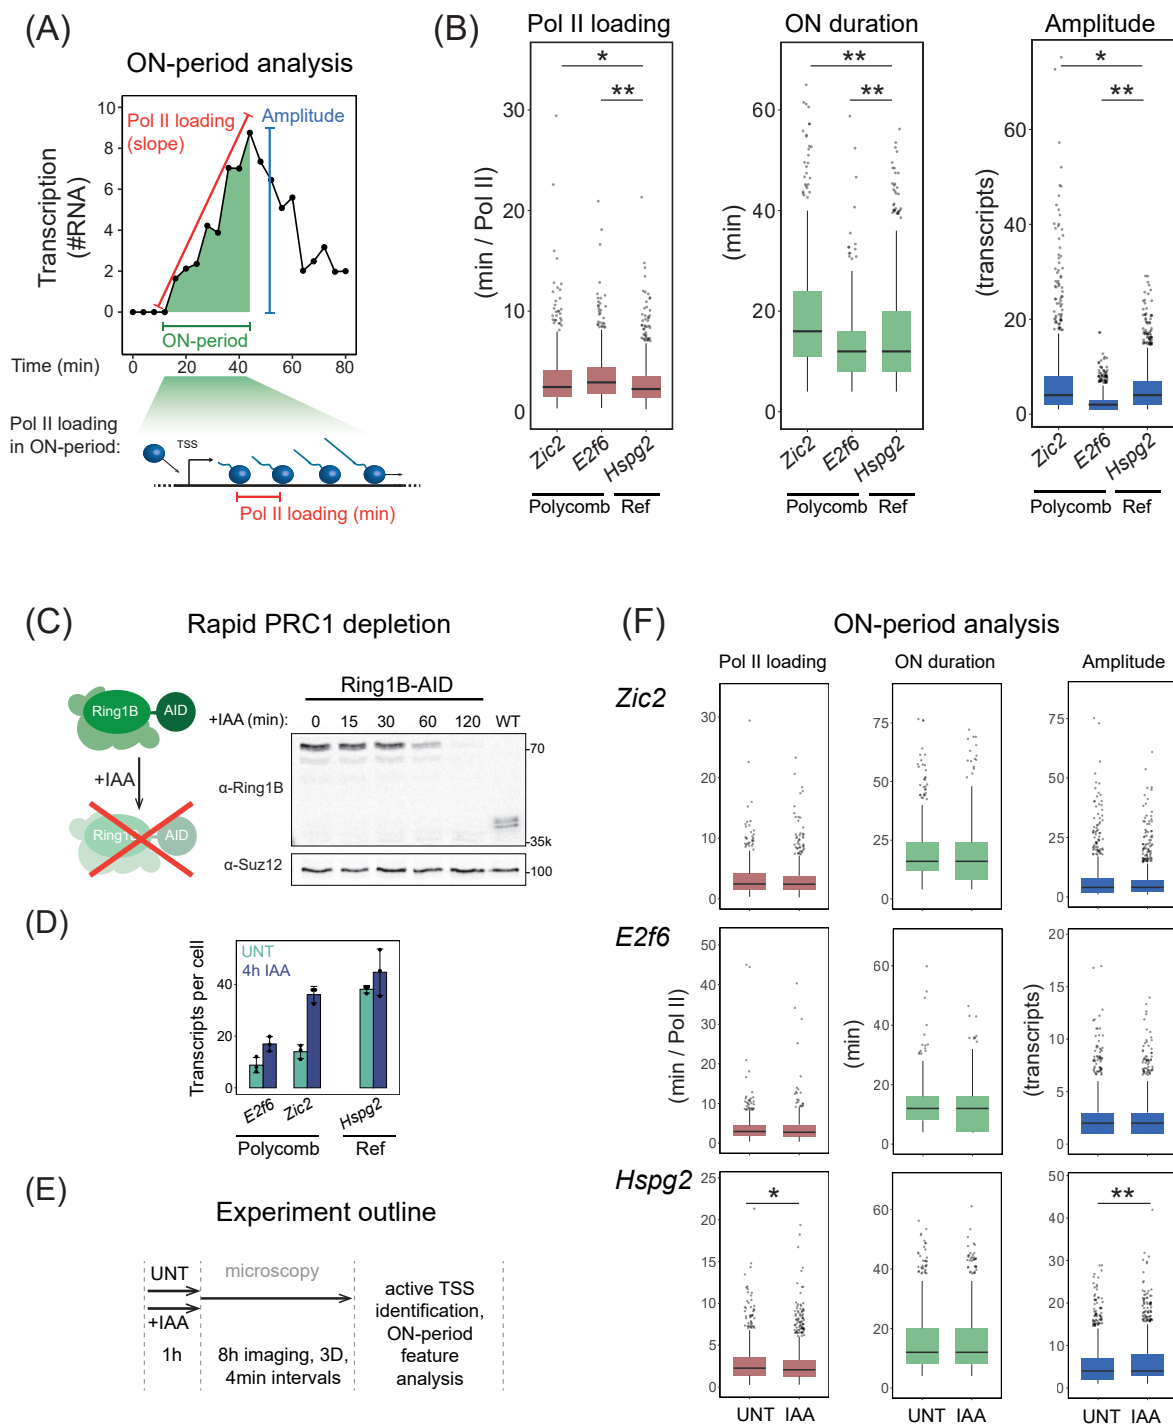 (A)
ON-period analysis
10
8
6
4
2
0
Transcription
(#RNA)
Pol II loading
(slope)
Amplitude
ON-period
Time (min)
0
20
40
60
80
Pol II loading
in ON-period:
TSS
Pol II loading (min)
(B)
Pol II loading
ON duration
Amplitude
*
**
30
20
10
0
(min / Pol II)
Zic2
E2f6
Hspg2
Polycomb
Ref
**
**
60
40
20
0
(min)
Zic2
E2f6
Hspg2
Polycomb
Ref
*
**
60
40
20
0
(transcripts)
Zic2
E2f6
Hspg2
Polycomb
Ref
(C)
Rapid PRC1 depletion
Ring1B
AID
+IAA
Ring1B
AID
Ring1B-AID
+IAA (min):
0
15
30
60
120
WT
α-Ring1B
-70
-35k
α-Suz12
-100
(D)
UNT
4h IAA
Transcripts per cell
40
20
0
E2f6
Zic2
Hspg2
Polycomb
Ref
(E)
Experiment outline
UNT
+IAA
1h
microscopy
8h imaging, 3D,
4min intervals
active TSS
identification,
ON-period
feature
analysis
(F)
ON-period analysis
Pol II loading
ON duration
Amplitude
Zic2
30
20
10
0
75
50
25
0
75
50
25
0
E2f6
50
40
30
20
10
0
(min / Pol II)
60
40
20
0
(min)
20
15
10
5
0
(transcripts)
Hspg2
*
25
20
15
10
5
0
60
40
20
0
**
50
40
30
20
10
0
UNT IAA
UNT IAA
UNT IAA